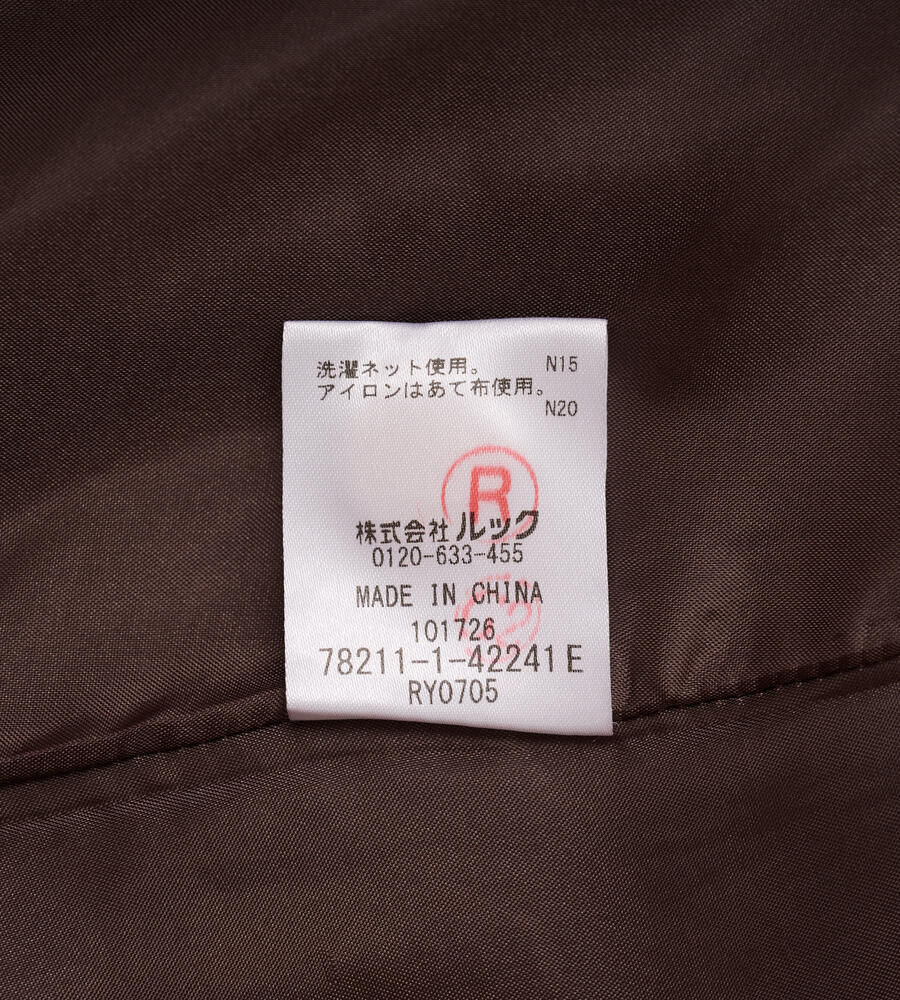 洗濯ネット使用。 N15
アイロンはあて布使用。
N20
R
株式会社ルック
0120-633-455
MADE IN CHINA
101726
78211-1-42241 E
RY0705